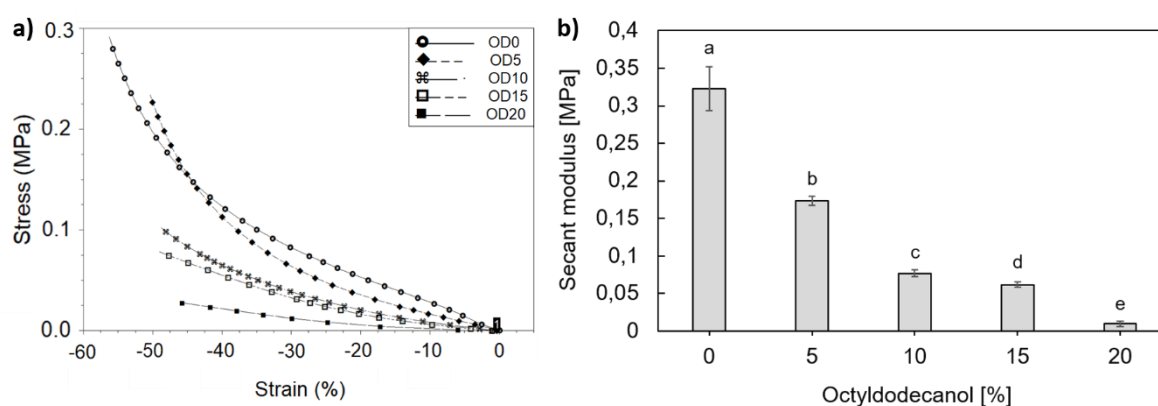 a)
0.3
0.2
0.1
0.0
Stress (MPa)
-60
-50
-40
-30
-20
-10
0
Strain (%)
OD0
OD5
OD10
OD15
OD20
b)
0,4
0,35
0,3
0,25
0,2
0,15
0,1
0,05
0
Secant modulus [MPa]
a
b
c
d
e
0
5
10
15
20
Octyldodecanol [%]